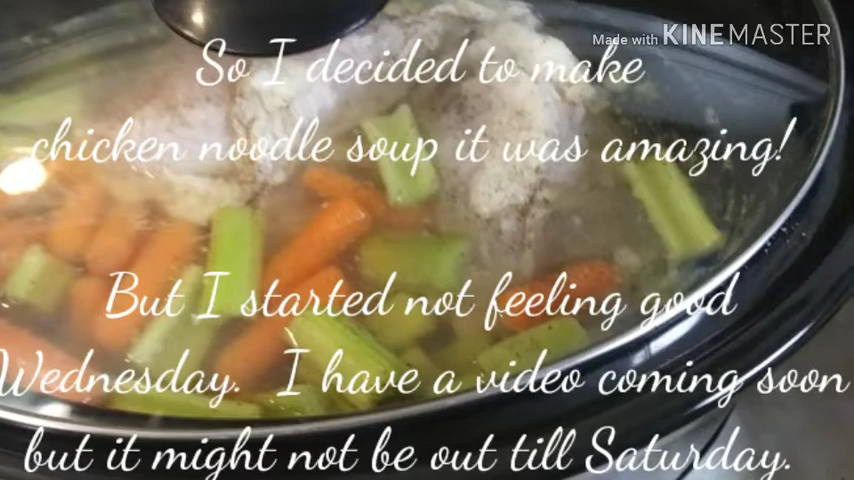 Made with KINEMASTER
So I decided to make
chicken noodle soup it was amazing!
But I started not feeling good
Wednesday. I have a video coming soon
but it might not be out till Saturday.